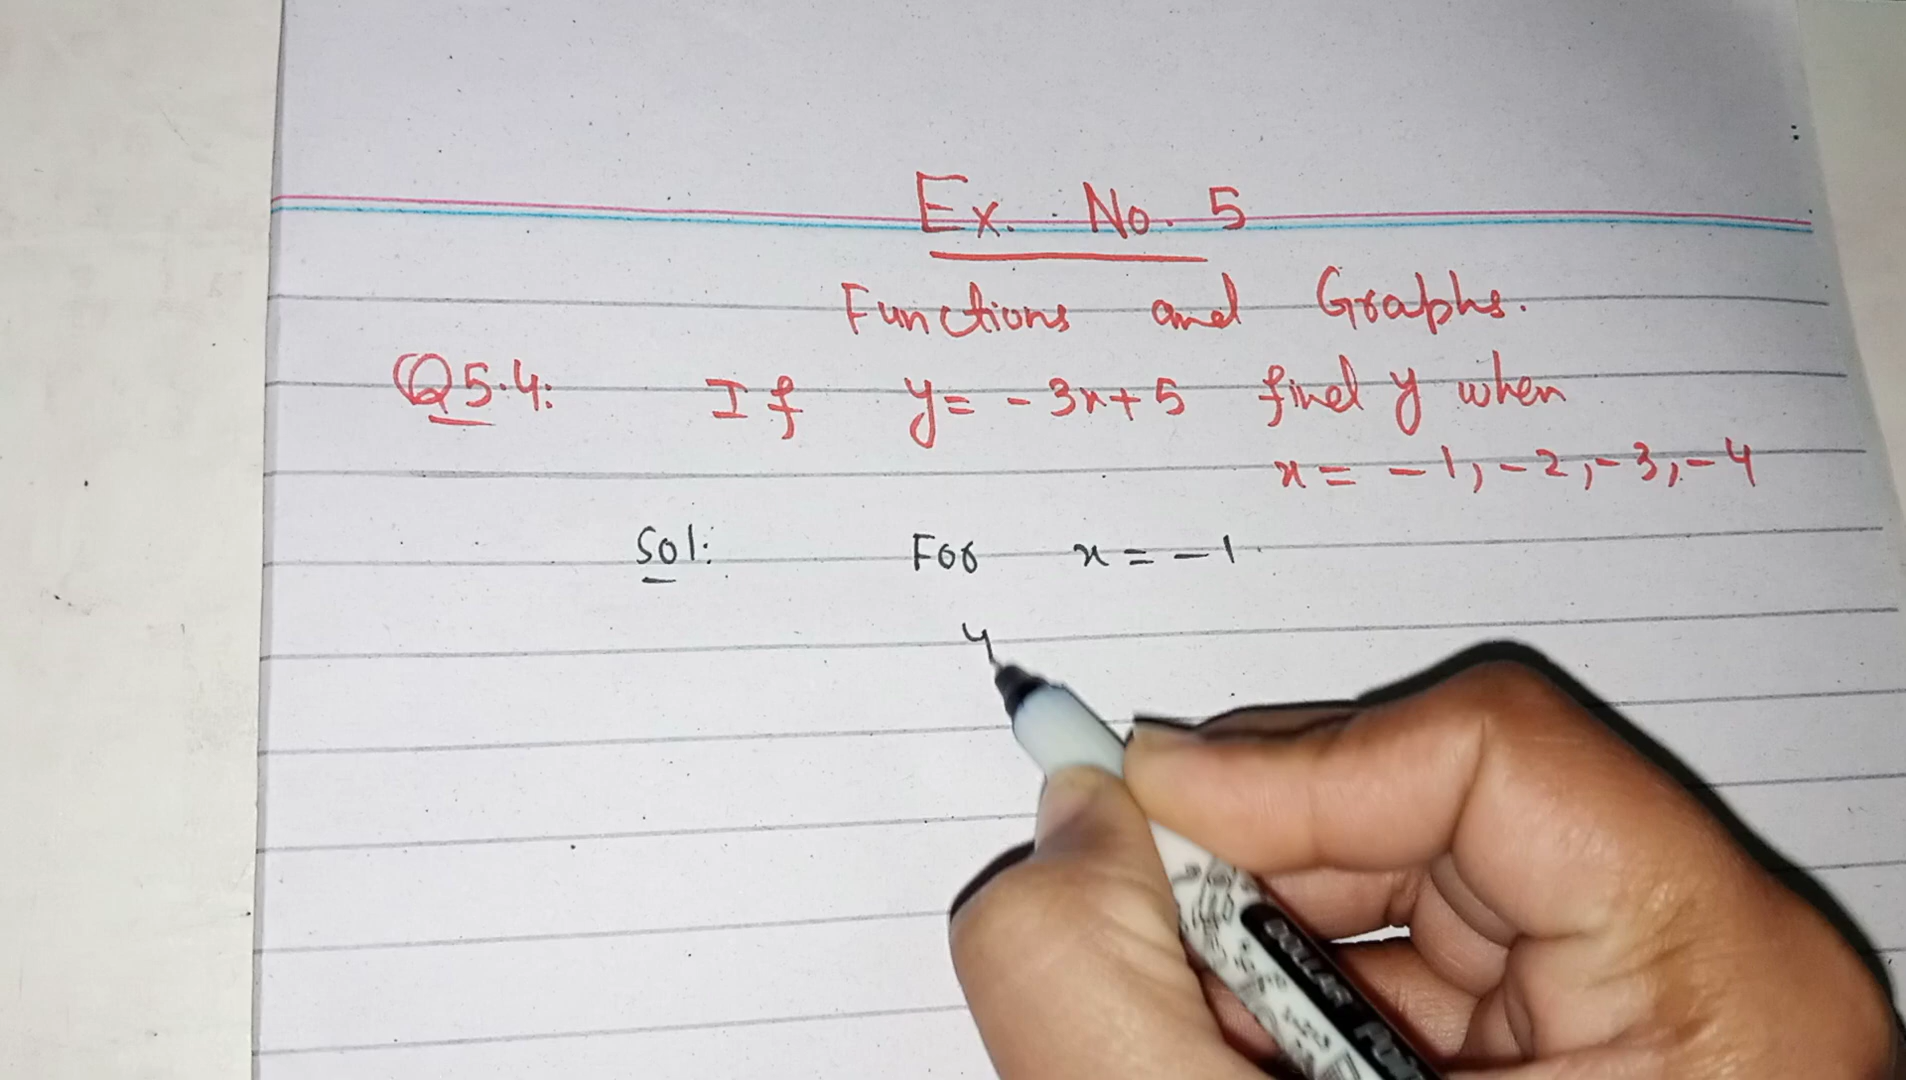 Ex. No. 5
Functions and Graphs.
Q5.4: If y = -3x+5 find y when
x = -1, -2, -3, -4
Sol: For x = -1
y
DOLLAR